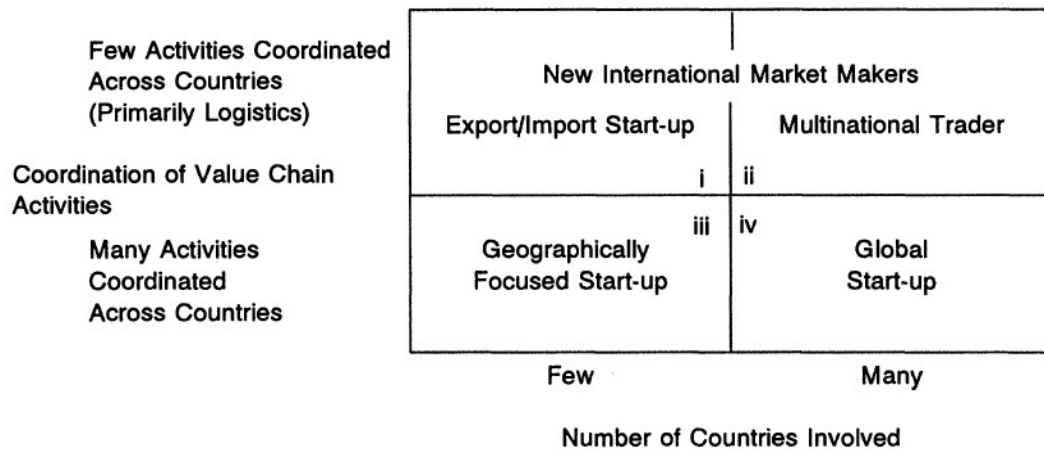 Few Activities Coordinated
Across Countries
(Primarily Logistics)
New International Market Makers
Export/Import Start-up
Multinational Trader
i
ii
Coordination of Value Chain
Activities
iii
iv
Many Activities
Coordinated
Across Countries
Geographically
Focused Start-up
Global
Start-up
Few
Many
Number of Countries Involved